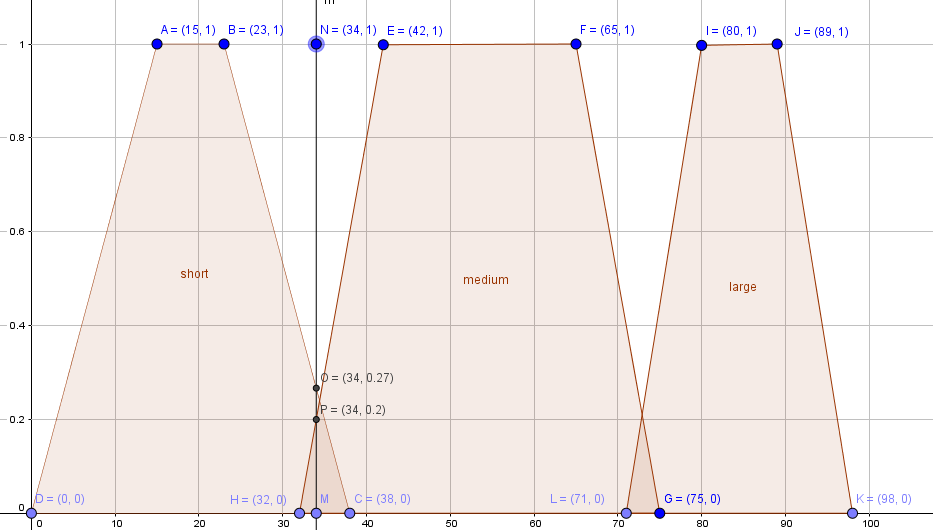 m
A = (15, 1) B = (23, 1) N = (34, 1) E = (42, 1) F = (65, 1) I = (80, 1) J = (89, 1)
1
0.8
0.6
short medium large
0.4
O = (34, 0.27)
P = (34, 0.2)
0.2
D = (0, 0) H = (32, 0) M C = (38, 0) L = (71, 0) G = (75, 0) K = (98, 0)
0
0 10 20 30 40 50 60 70 80 90 100